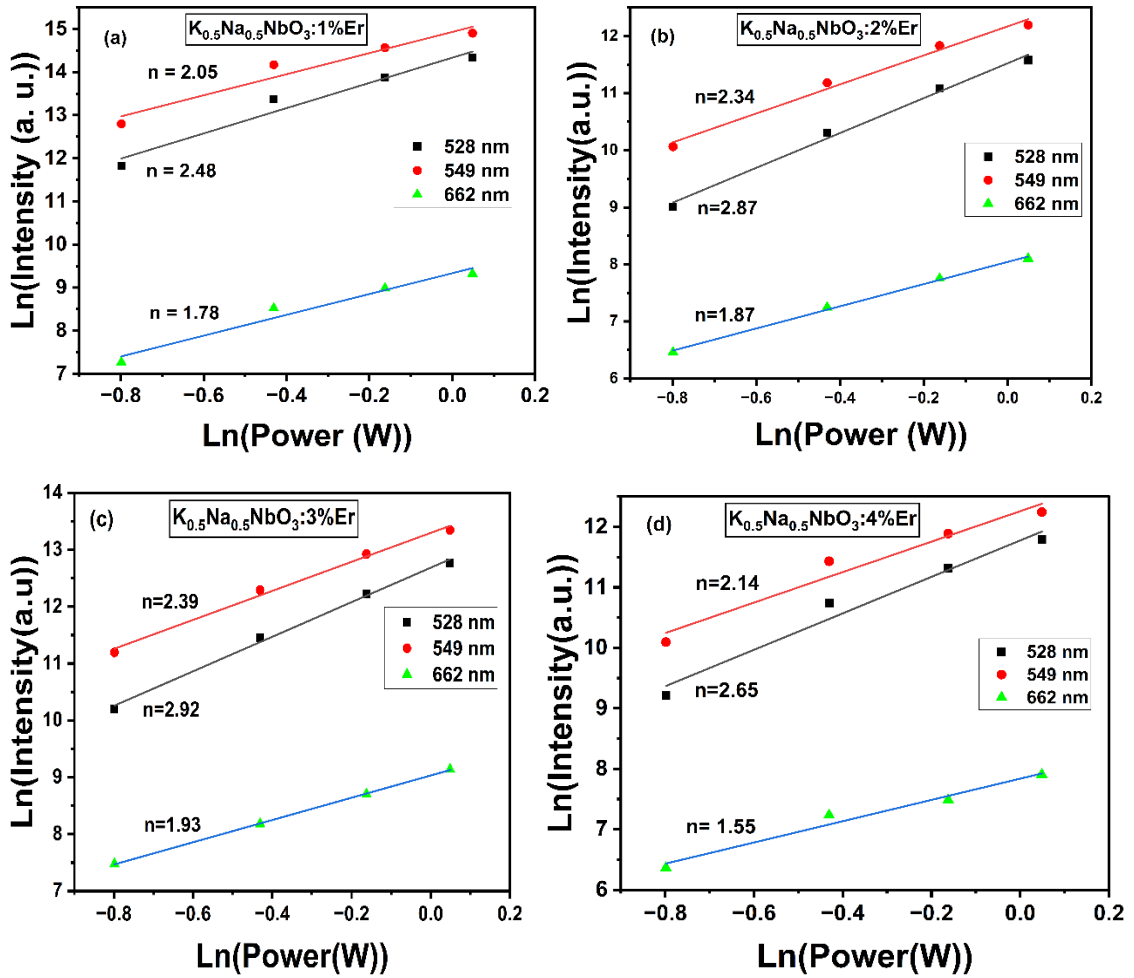 (a)
K0.5Na0.5NbO3:1%Er
n = 2.05
n = 2.48
n = 1.78
528 nm
549 nm
662 nm
15
14
13
12
11
10
9
8
7
−0.8
−0.6
−0.4
−0.2
0.0
0.2
Ln(Intensity (a. u.))
Ln(Power (W))
(b)
K0.5Na0.5NbO3:2%Er
n=2.34
n=2.87
n=1.87
528 nm
549 nm
662 nm
12
11
10
9
8
7
6
−0.8
−0.6
−0.4
−0.2
0.0
0.2
Ln(Intensity(a.u.))
Ln(Power (W))
(c)
K0.5Na0.5NbO3:3%Er
n=2.39
n=2.92
n=1.93
528 nm
549 nm
662 nm
14
13
12
11
10
9
8
7
−0.8
−0.6
−0.4
−0.2
0.0
0.2
Ln(Intensity(a.u))
Ln(Power(W))
(d)
K0.5Na0.5NbO3:4%Er
n=2.14
n=2.65
n= 1.55
528 nm
549 nm
662 nm
12
11
10
9
8
7
6
−0.8
−0.6
−0.4
−0.2
0.0
0.2
Ln(Intensity(a.u.))
Ln(Power(W))